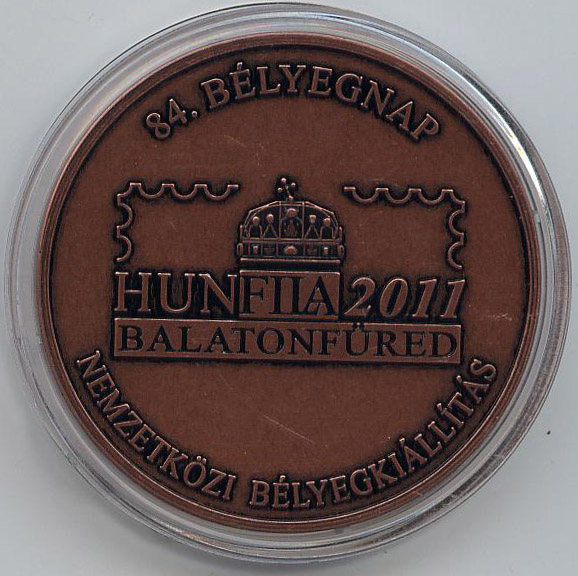 84. BÉLYEGNAP
HUNFILA 2011
BALATONFÜRED
NEMZETKÖZI BÉLYEGKIÁLLÍTÁS